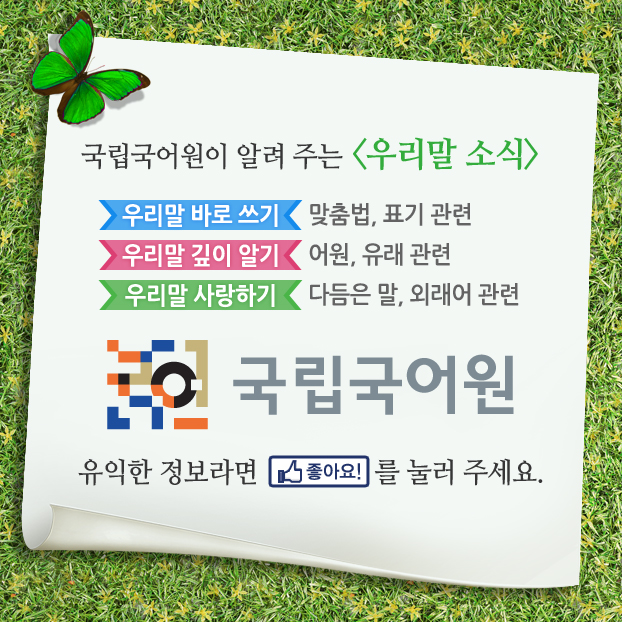 국립국어원이 알려 주는 〈우리말 소식〉
우리말 바로 쓰기 맞춤법, 표기 관련
우리말 깊이 알기 어원, 유래 관련
우리말 사랑하기 다듬은 말, 외래어 관련
국립국어원
유익한 정보라면 좋아요! 를 눌러 주세요.